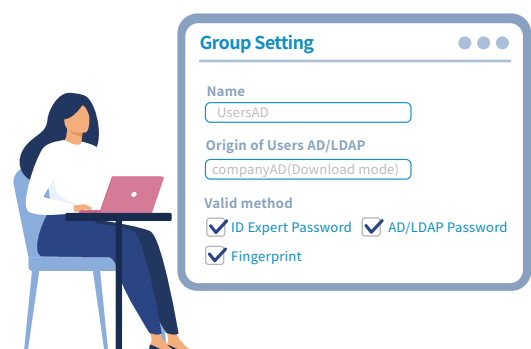 Group Setting
Name
UsersAD
Origin of Users AD/LDAP
companyAD(Download mode)
Valid method
ID Expert Password AD/LDAP Password
Fingerprint